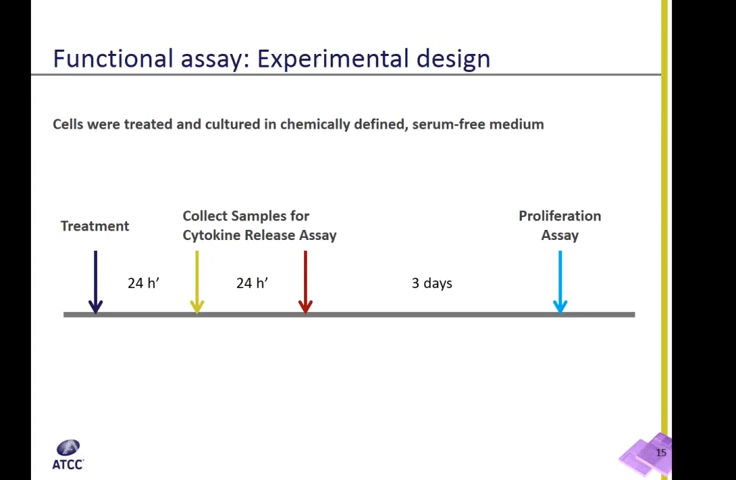 Functional assay: Experimental design
Cells were treated and cultured in chemically defined, serum-free medium
Treatment
Collect Samples for
Cytokine Release Assay
Proliferation
Assay
24 h’
24 h’
3 days
ATCC
15